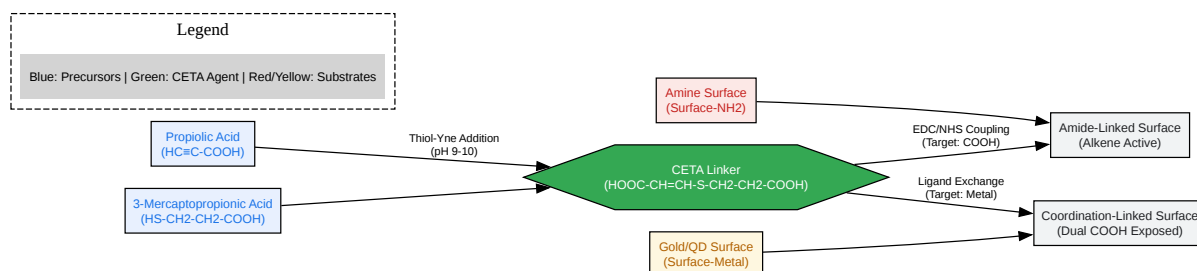 Legend
Blue: Precursors | Green: CETA Agent | Red/Yellow: Substrates
Propiolic Acid
(HC≡C-COOH)
3-Mercaptopropionic Acid
(HS-CH2-CH2-COOH)
Thiol-Yne Addition
(pH 9-10)
CETA Linker
(HOOC-CH=CH-S-CH2-CH2-COOH)
Amine Surface
(Surface-NH2)
Gold/QD Surface
(Surface-Metal)
EDC/NHS Coupling
(Target: COOH)
Ligand Exchange
(Target: Metal)
Amide-Linked Surface
(Alkene Active)
Coordination-Linked Surface
(Dual COOH Exposed)